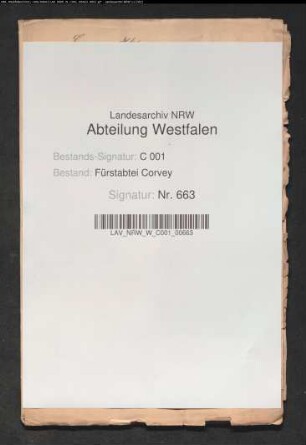 Landesarchiv NRW
Abteilung Westfalen
Bestands-Signatur: C 001
Bestand: Fürstabtei Corvey
Signatur: Nr. 663
LAV_NRW_W_C001_00663